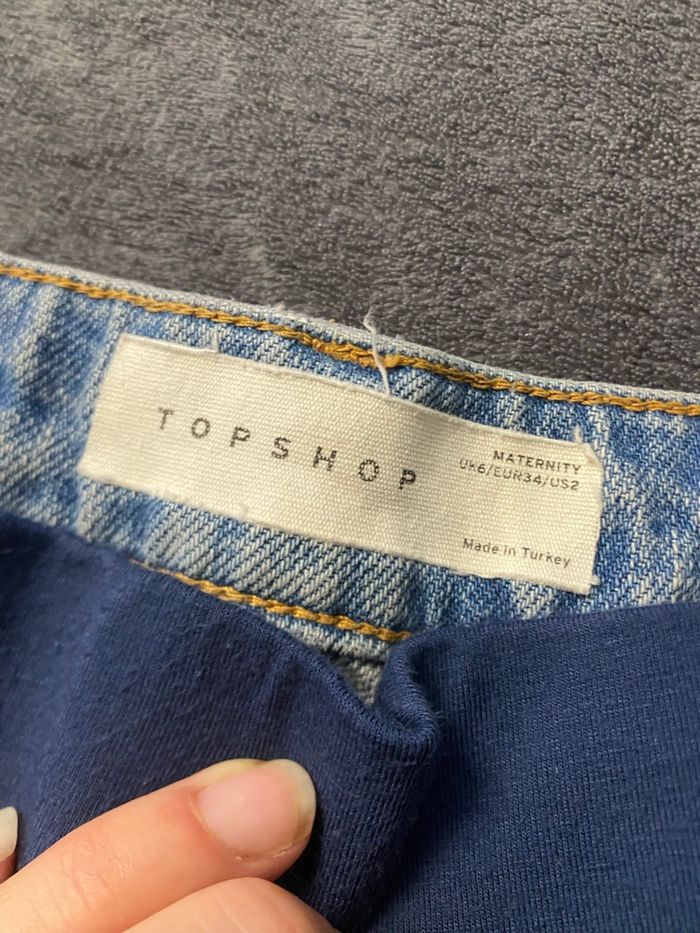 TOPSHOP
MATERNITY
UK6/EUR34/US2
Made in Turkey